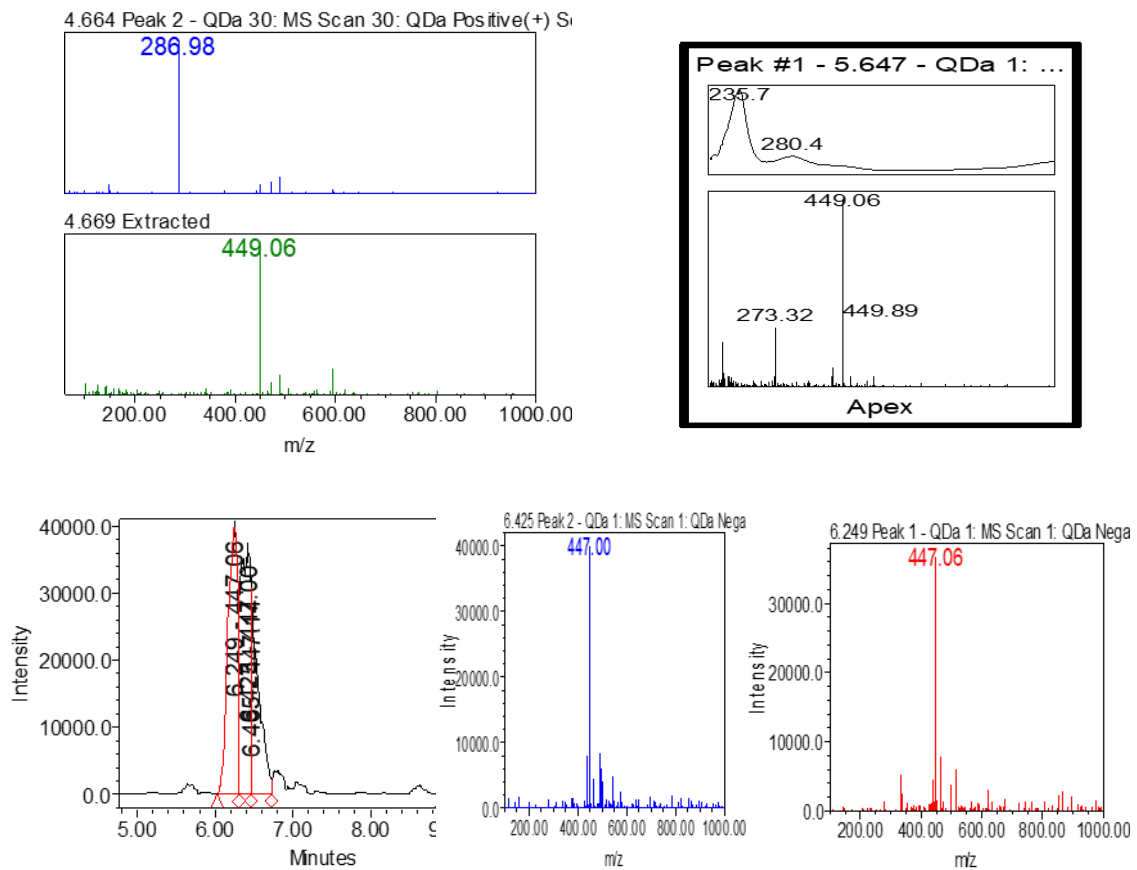 4.664 Peak 2 - QDa 30: MS Scan 30: QDa Positive(+) Sc
286.98
4.669 Extracted
449.06
200.00 400.00 600.00 800.00 1000.00
m/z
Peak #1 - 5.647 - QDa 1: ...
235.7
280.4
449.06
273.32
449.89
Apex
40000.0
30000.0
20000.0
10000.0
0.0
Intensity
6.249 - 447.06
5.00 6.00 7.00 8.00
Minutes
6.425 Peak 2 - QDa 1: MS Scan 1: QDa Nega
447.00
40000.0
30000.0
20000.0
10000.0
0.0
Intensity
200.00 400.00 600.00 800.00 1000.00
m/z
6.249 Peak 1 - QDa 1: MS Scan 1: QDa Nega
447.06
30000.0
20000.0
10000.0
0.0
Intensity
200.00 400.00 600.00 800.00 1000.00
m/z